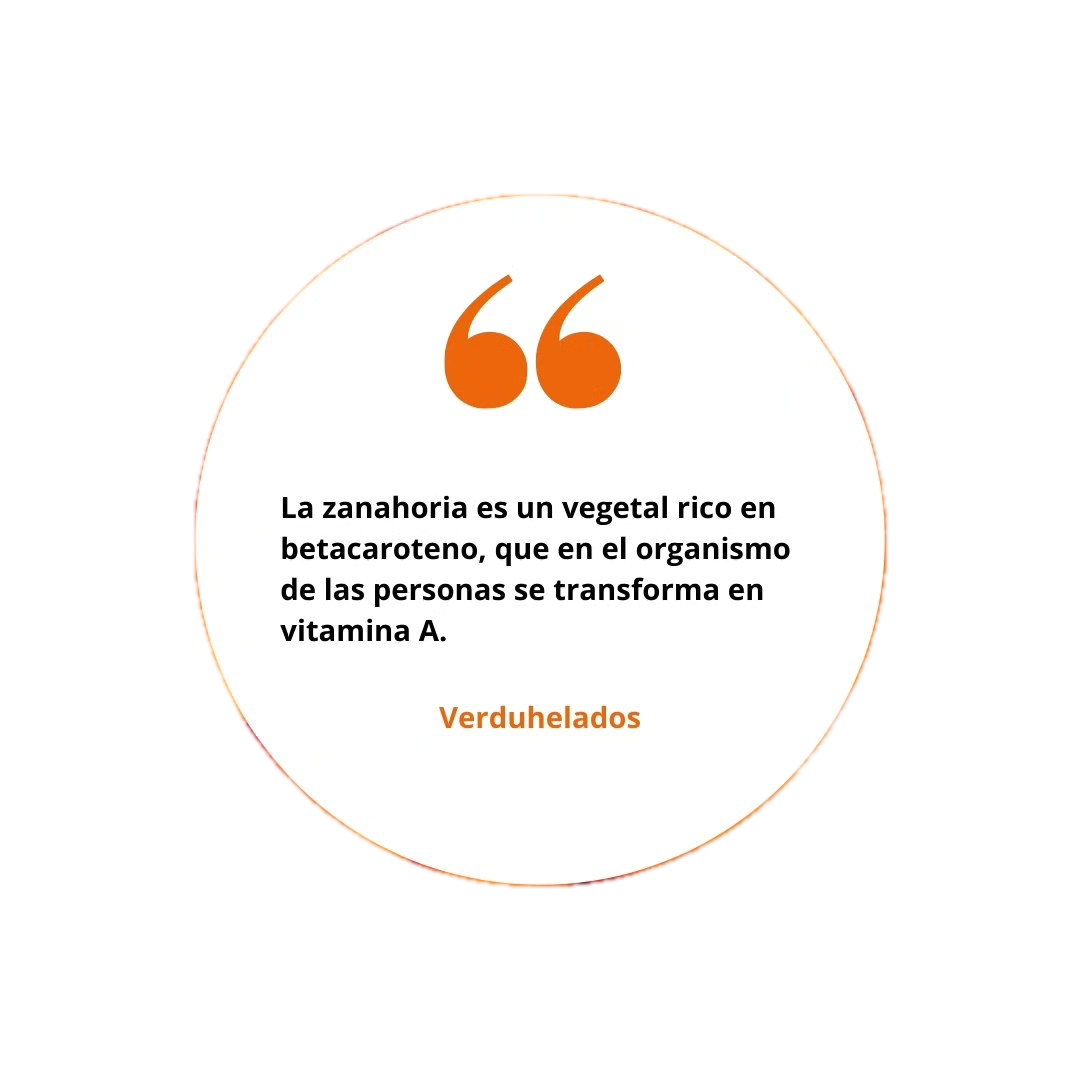 La zanahoria es un vegetal rico en
betacaroteno, que en el organismo
de las personas se transforma en
vitamina A.
Verduhelados